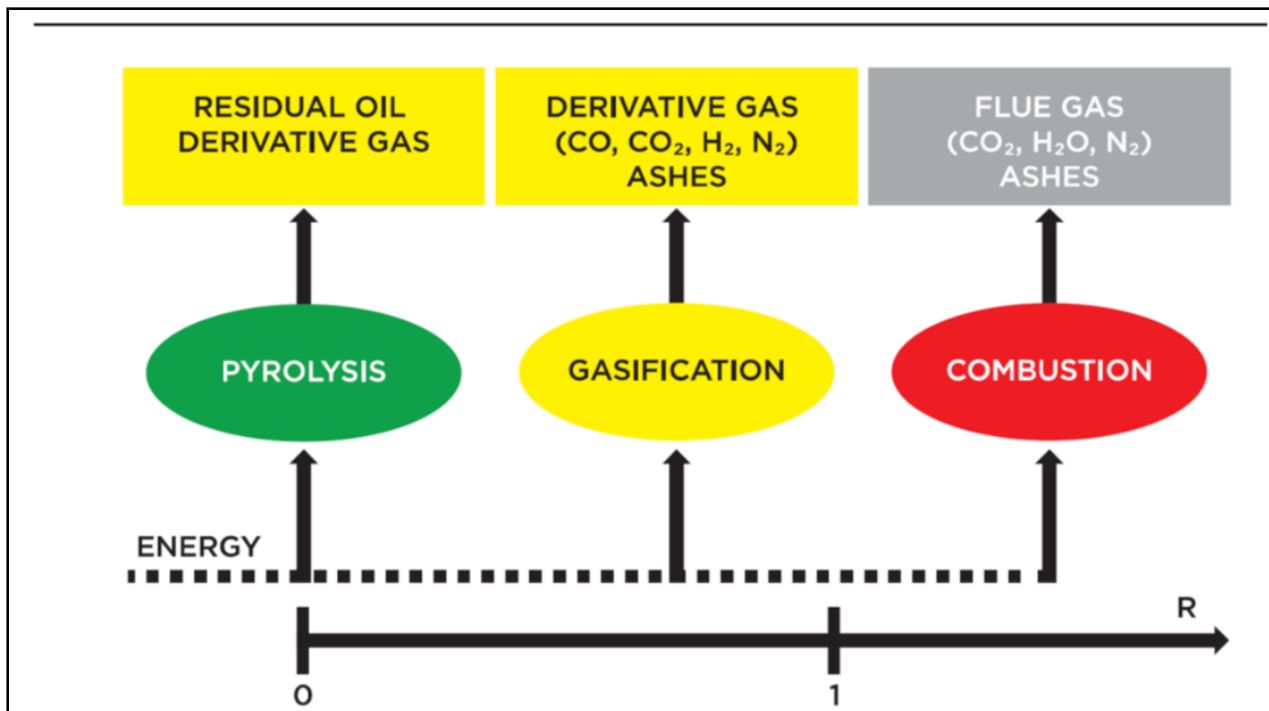 RESIDUAL OIL
DERIVATIVE GAS
DERIVATIVE GAS
(CO, CO₂, H₂, N₂)
ASHES
FLUE GAS
(CO₂, H₂O, N₂)
ASHES
PYROLYSIS
GASIFICATION
COMBUSTION
ENERGY
R
0
1